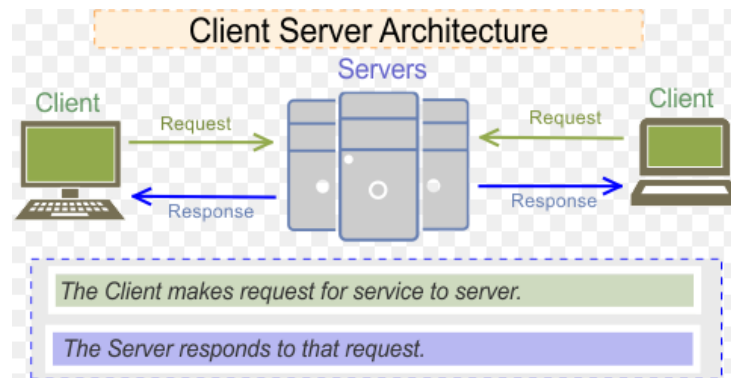 Client Server Architecture
Servers
Client
Client
Request
Request
Response
Response
The Client makes request for service to server.
The Server responds to that request.